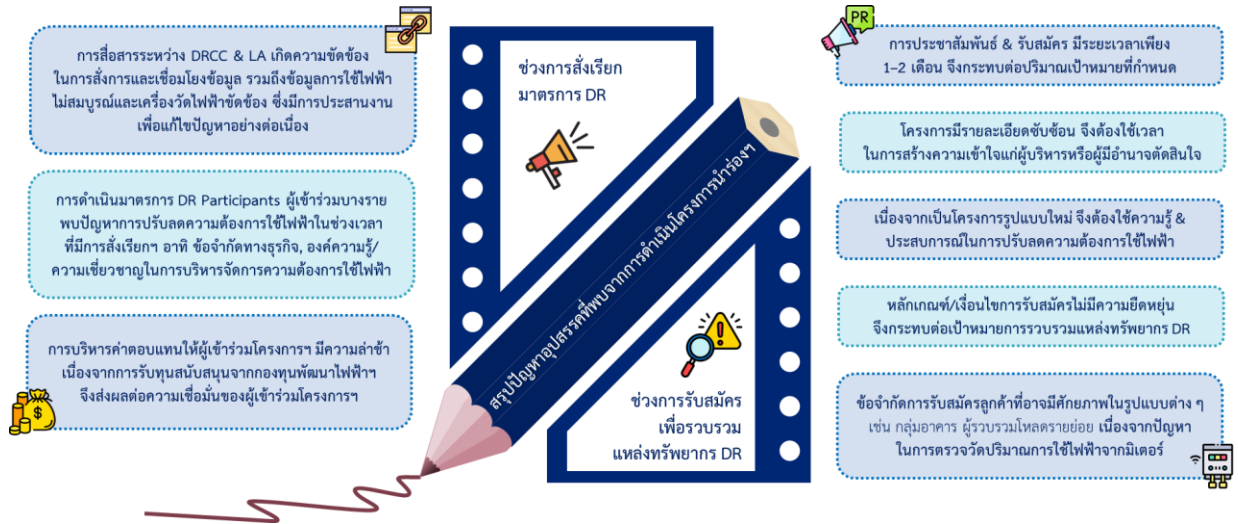 การสื่อสารระหว่าง DRCC & LA เกิดความขัดข้อง
ในการสั่งการและเชื่อมโยงข้อมูล รวมถึงข้อมูลการใช้ไฟฟ้า
ไม่สมบูรณ์และเครื่องวัดไฟฟ้าขัดข้อง ซึ่งมีการประสานงาน
เพื่อแก้ไขปัญหาอย่างต่อเนื่อง
การดำเนินมาตรการ DR Participants ผู้เข้าร่วมบางราย
พบปัญหาการปรับลดความต้องการใช้ไฟฟ้าในช่วงเวลา
ที่มีการสั่งเรียกฯ อาทิ ข้อจำกัดทางธุรกิจ, องค์ความรู้/
ความเชี่ยวชาญในการบริหารจัดการความต้องการใช้ไฟฟ้า
การบริหารค่าตอบแทนให้ผู้เข้าร่วมโครงการฯ มีความล่าช้า
เนื่องจากการรับทุนสนับสนุนจากกองทุนพัฒนาไฟฟ้าฯ
จึงส่งผลต่อความเชื่อมั่นของผู้เข้าร่วมโครงการฯ
$
ช่วงการสั่งเรียก
มาตรการ DR
สรุปปัญหาอุปสรรคที่พบจากการดำเนินโครงการนำร่องฯ
ช่วงการรับสมัคร
เพื่อรวบรวม
แหล่งทรัพยากร DR
PR
การประชาสัมพันธ์ & รับสมัคร มีระยะเวลาเพียง
1–2 เดือน จึงกระทบต่อปริมาณเป้าหมายที่กำหนด
โครงการมีรายละเอียดซับซ้อน จึงต้องใช้เวลา
ในการสร้างความเข้าใจแก่ผู้บริหารหรือผู้มีอำนาจตัดสินใจ
เนื่องจากเป็นโครงการรูปแบบใหม่ จึงต้องใช้ความรู้ &
ประสบการณ์ในการปรับลดความต้องการใช้ไฟฟ้า
หลักเกณฑ์/เงื่อนไขการรับสมัครไม่มีความยืดหยุ่น
จึงกระทบต่อเป้าหมายการรวบรวมแหล่งทรัพยากร DR
ข้อจำกัดการรับสมัครลูกค้าที่อาจมีศักยภาพในรูปแบบต่าง ๆ
เช่น กลุ่มอาคาร ผู้รวบรวมโหลดรายย่อย เนื่องจากปัญหา
ในการตรวจวัดปริมาณการใช้ไฟฟ้าจากมิเตอร์